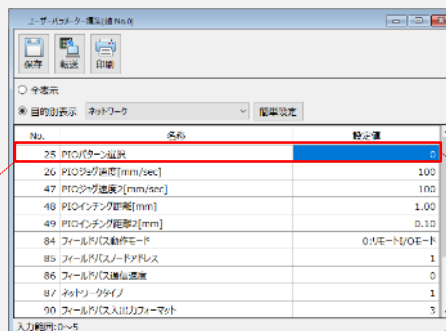 ユーザーパラメーター編集[軸 No.0]
保存 転送 印刷
全表示
目的別表示 ネットワーク 簡単設定
No. 名称 設定値
25 PIOパターン選択 0
26 PIOジョグ速度[mm/sec] 100
47 PIOジョグ速度2[mm/sec] 100
48 PIOインチング距離[mm] 1.00
49 PIOインチング距離2[mm] 0.10
84 フィールドバス動作モード 0:リモートI/Oモード
85 フィールドバスノードアドレス 1
86 フィールドバス通信速度 0
87 ネットワークタイプ 1
90 フィールドバス入出力フォーマット 3
入力範囲:0～5